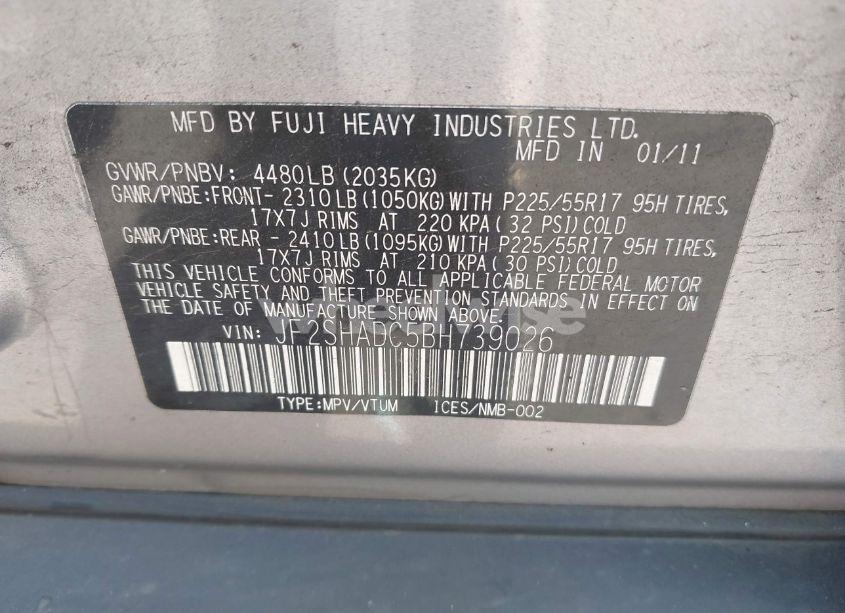 MFD BY FUJI HEAVY INDUSTRIES LTD.
MFD IN 01/11
GVWR/PNBV: 4480LB(2035KG)
GAWR/PNBE:FRONT- 2310LB(1050KG)WITH P225/55R17 95H TIRES,
17X7J RIMS AT 220 KPA( 32 PSI)COLD
GAWR/PNBE:REAR - 2410LB(1095KG)WITH P225/55R17 95H TIRES,
17X7J RIMS AT 210 KPA( 30 PSI)COLD
THIS VEHICLE CONFORMS TO ALL APPLICABLE FEDERAL MOTOR
VEHICLE SAFETY AND THEFT PREVENTION STANDARDS IN EFFECT ON
THE DATE OF MANUFACTURE SHOWN ABOVE.
VIN: JF2SHADC5BH739026
TYPE:MPV/VTUM ICES/NMB-002